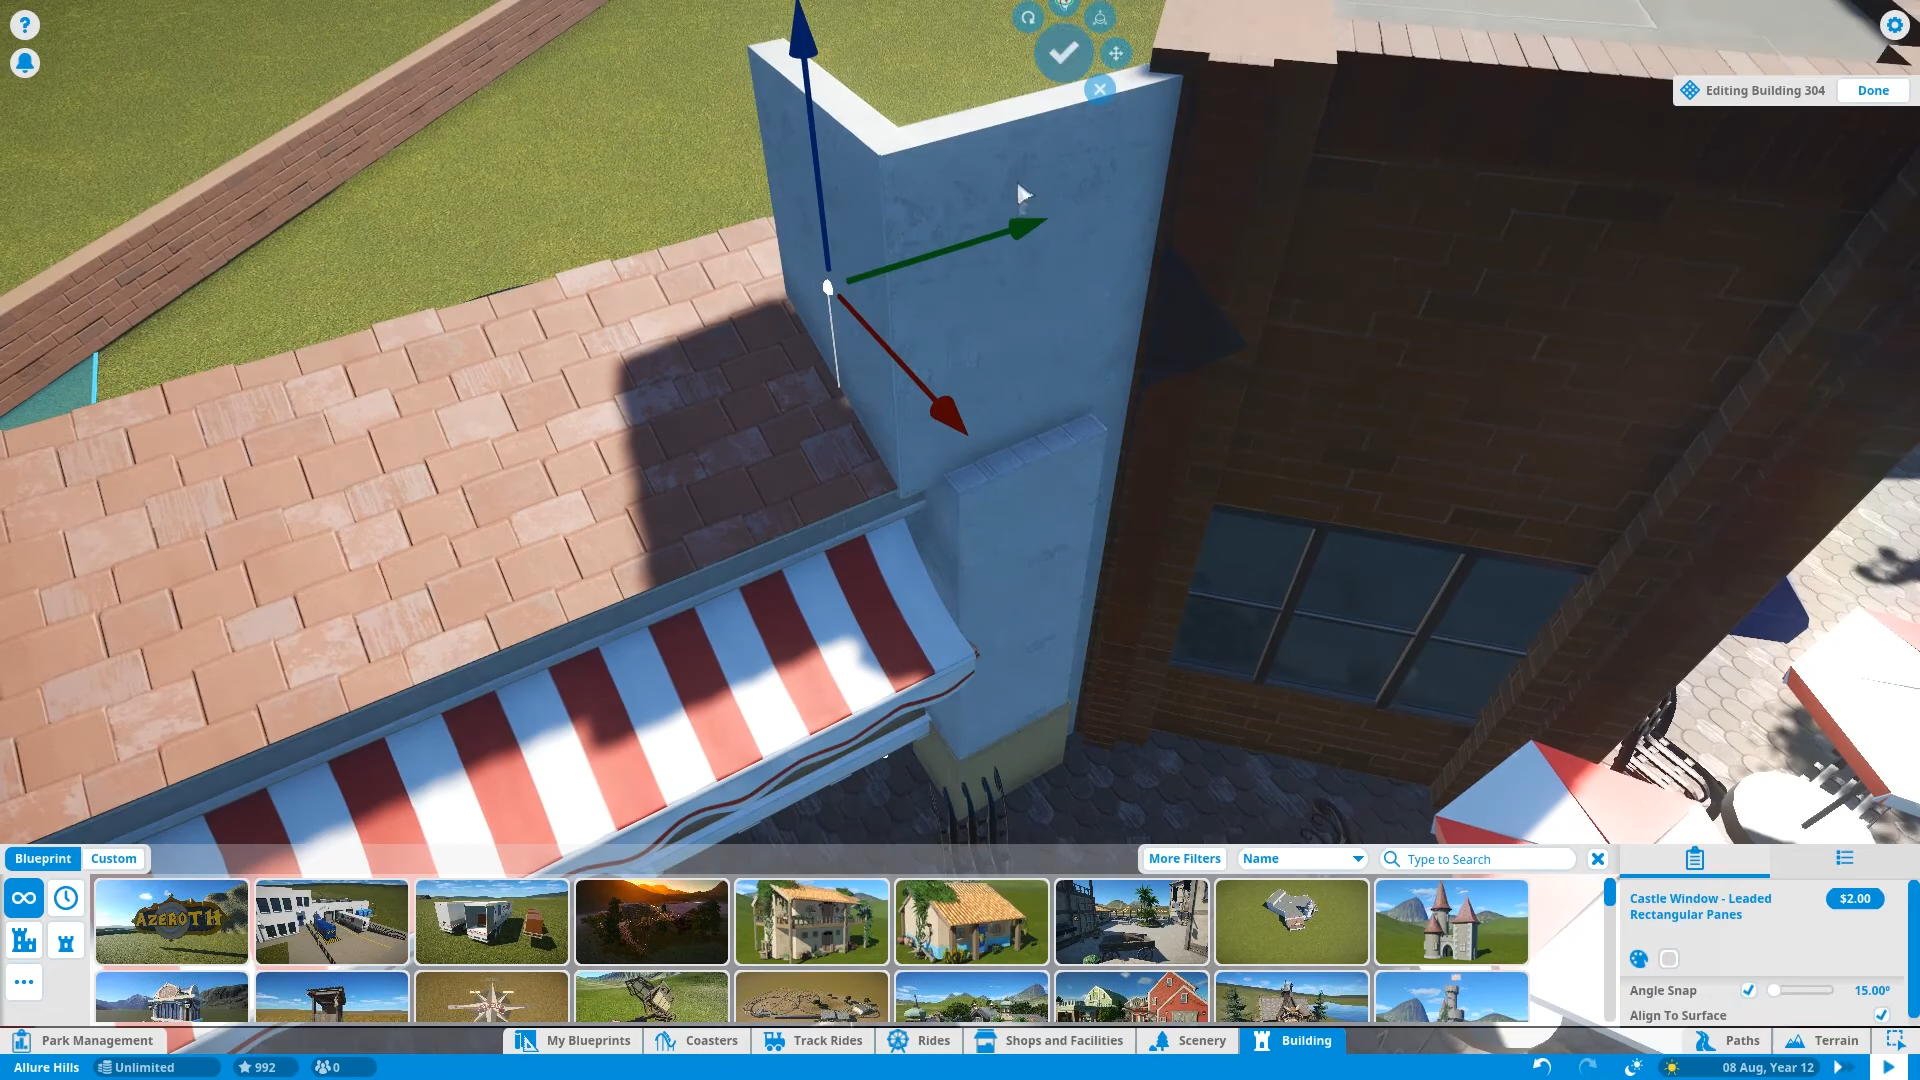 ?
Editing Building 304
Done
Blueprint
Custom
More Filters
Name
Type to Search
AZEROTH
Castle Window - Leaded
Rectangular Panes
$2.00
Angle Snap
15.00°
Align To Surface
Park Management
My Blueprints
Coasters
Track Rides
Rides
Shops and Facilities
Scenery
Building
Paths
Terrain
Allure Hills
Unlimited
992
0
08 Aug, Year 12